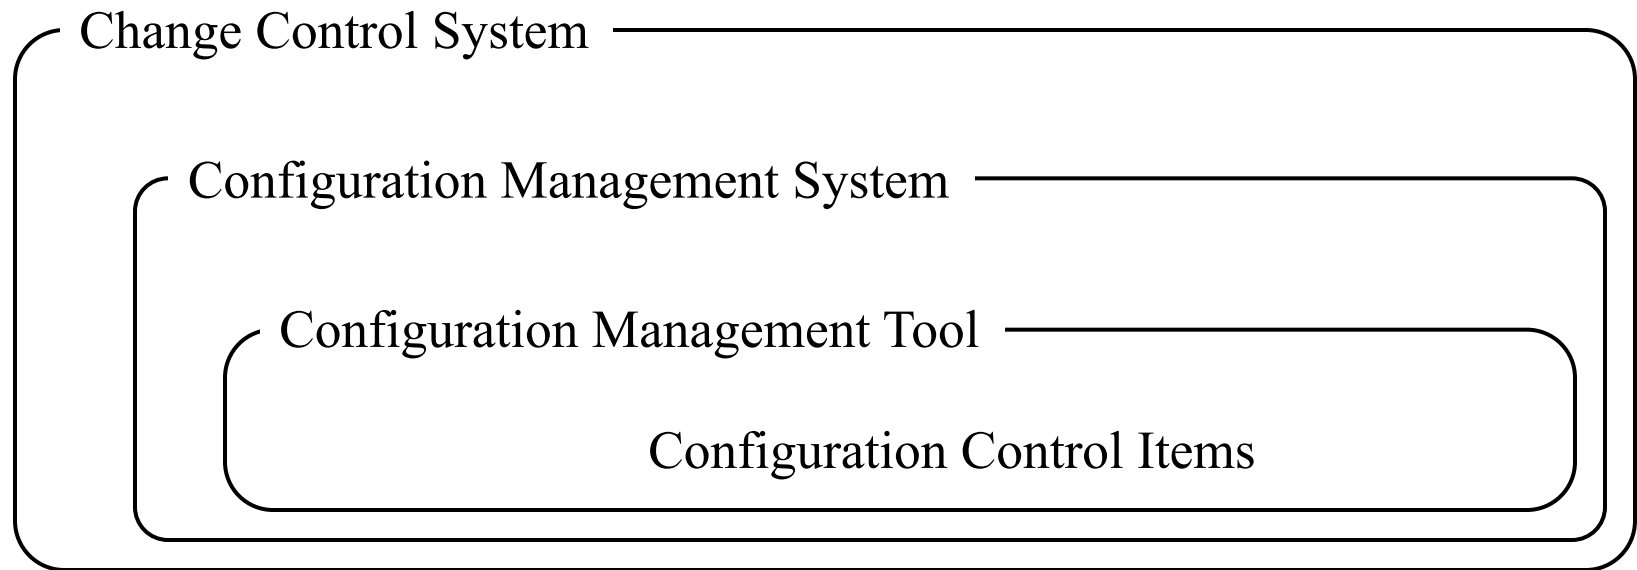 Change Control System
Configuration Management System
Configuration Management Tool
Configuration Control Items